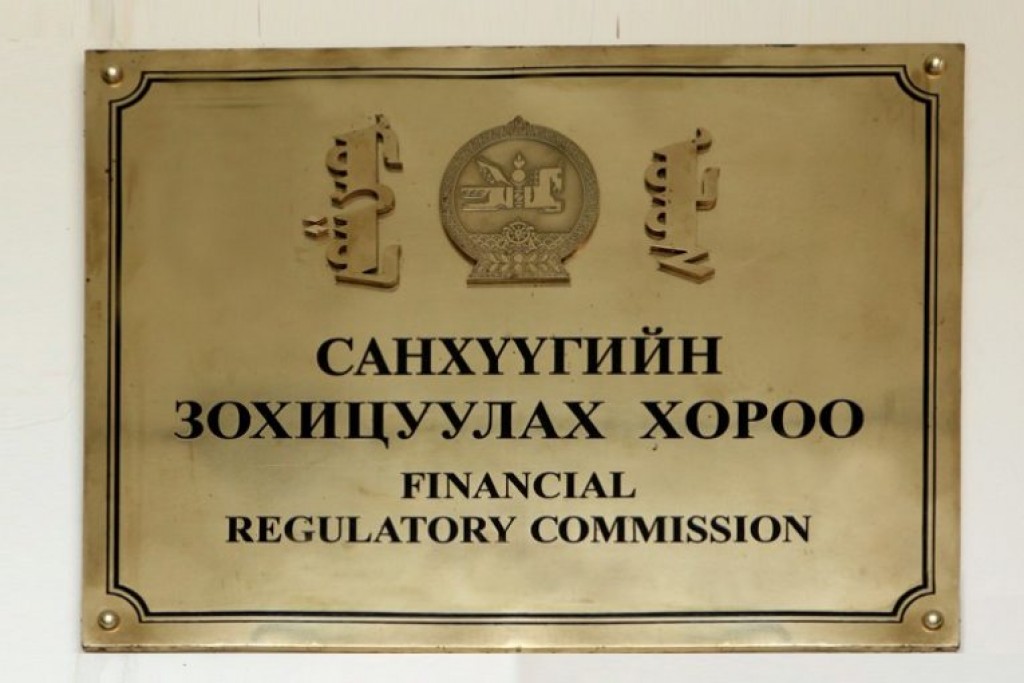 САНХҮҮГИЙН
ЗОХИЦУУЛАХ ХОРОО
FINANCIAL
REGULATORY COMMISSION